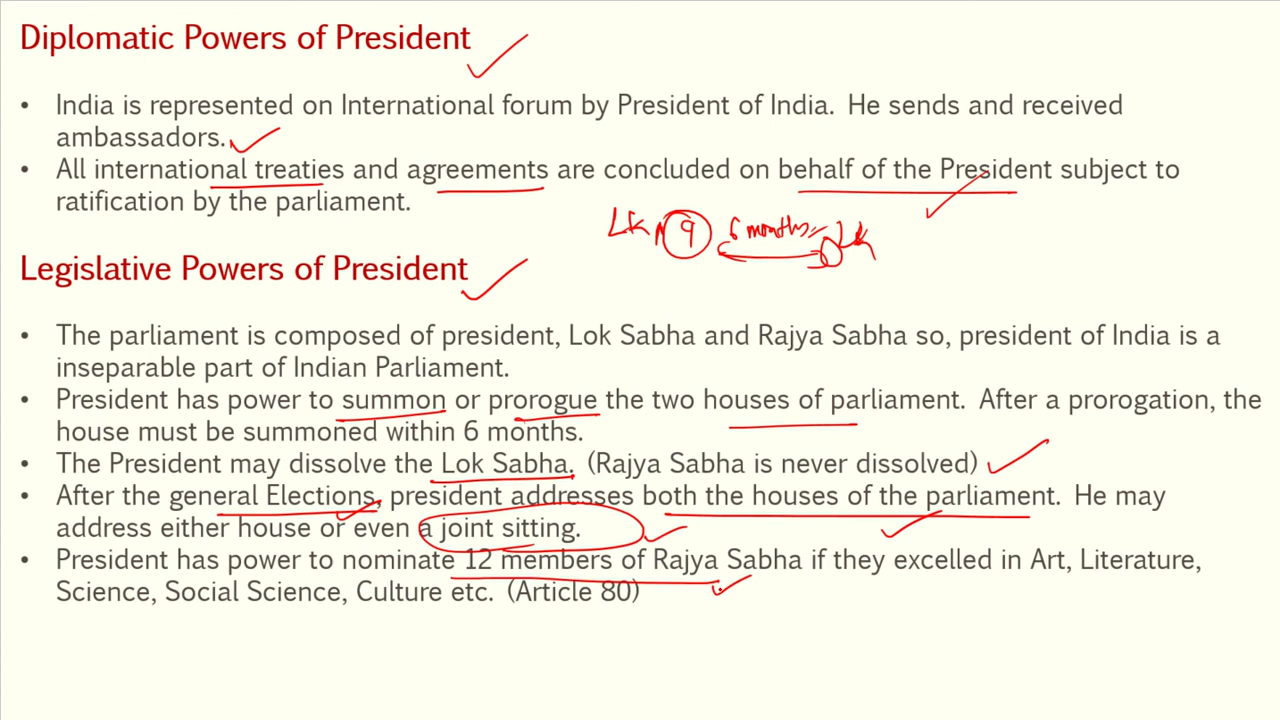 Diplomatic Powers of President
• India is represented on International forum by President of India. He sends and received
ambassadors.
• All international treaties and agreements are concluded on behalf of the President subject to
ratification by the parliament.
6 months
Legislative Powers of President
• The parliament is composed of president, Lok Sabha and Rajya Sabha so, president of India is a
inseparable part of Indian Parliament.
• President has power to summon or prorogue the two houses of parliament. After a prorogation, the
house must be summoned within 6 months.
• The President may dissolve the Lok Sabha. (Rajya Sabha is never dissolved)
• After the general Elections, president addresses both the houses of the parliament. He may
address either house or even a joint sitting.
• President has power to nominate 12 members of Rajya Sabha if they excelled in Art, Literature,
Science, Social Science, Culture etc. (Article 80)